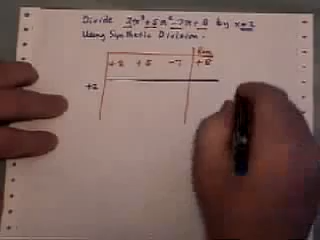 Divide 2x³+5x²-7x+8 by x-2
Using Synthetic Division.
Rem
+2 +5 -7 +8
+2